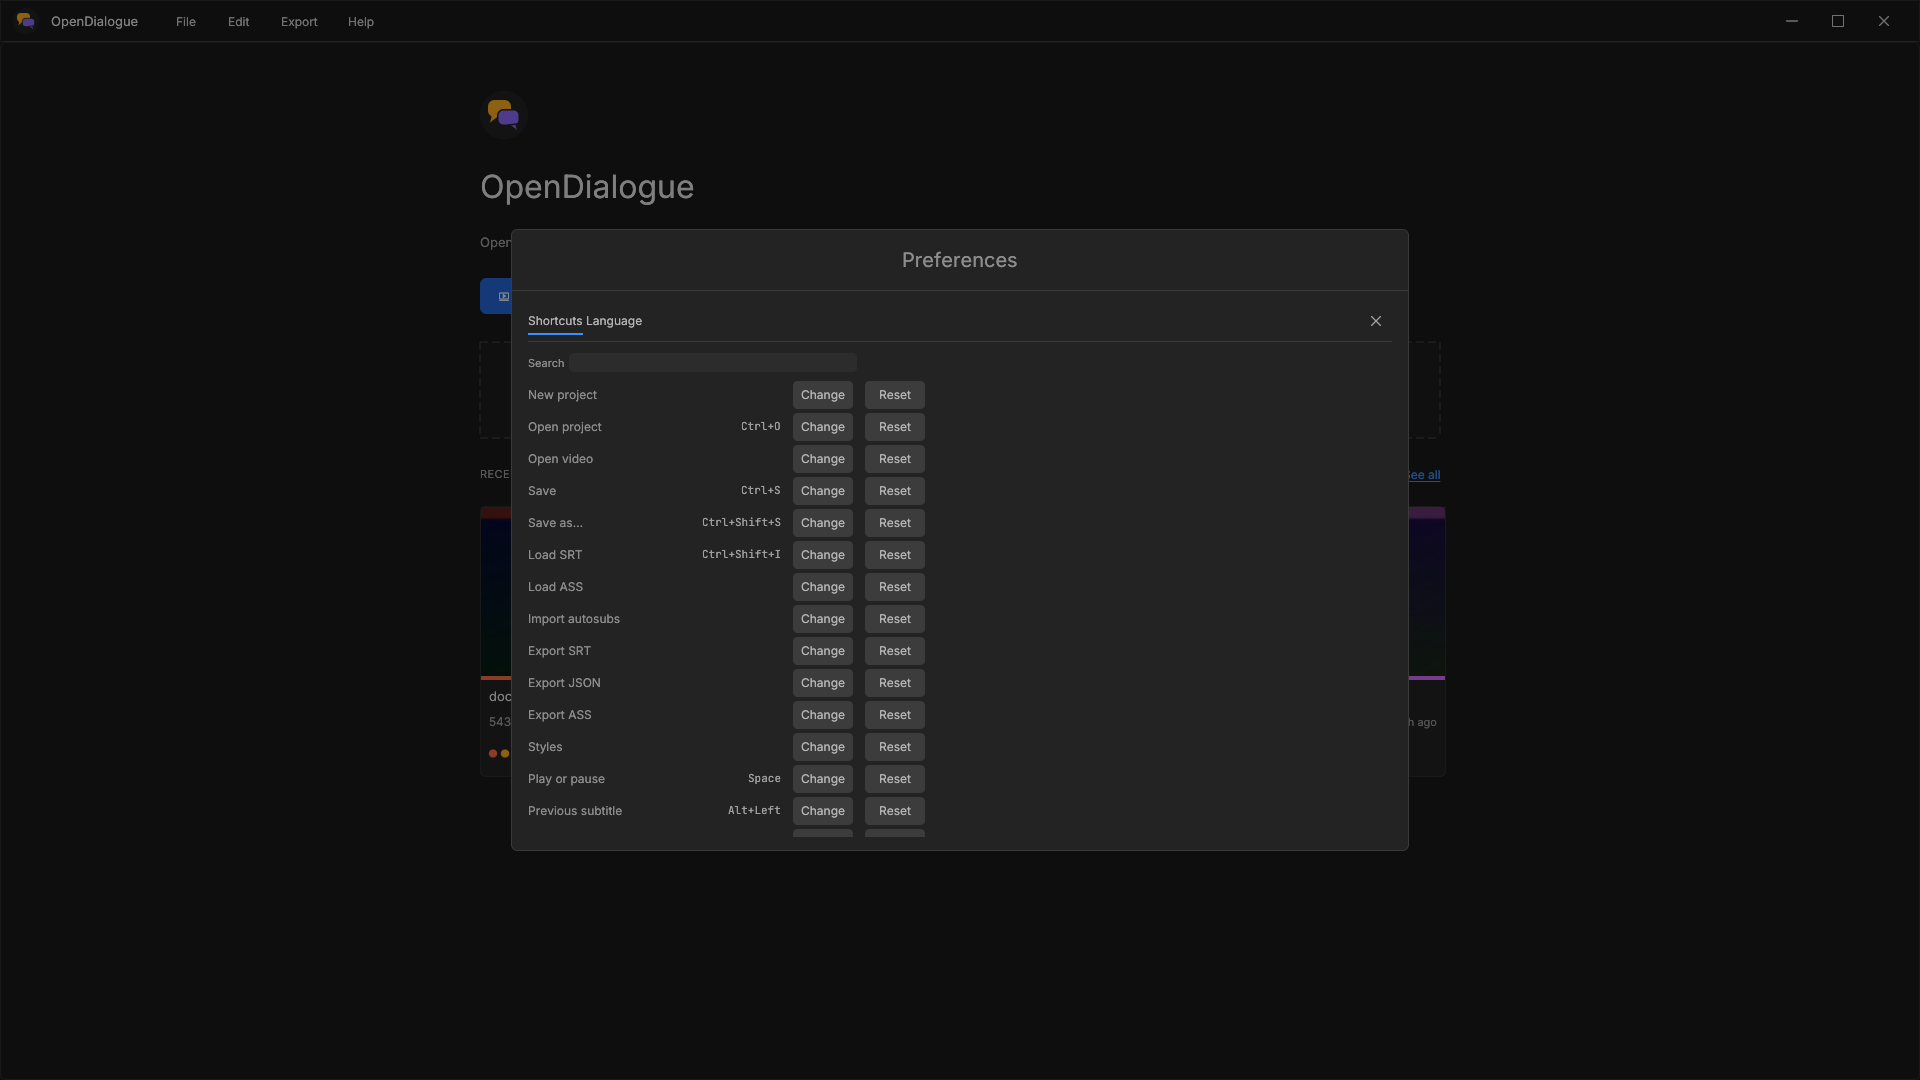 OpenDialogue File Edit Export Help
OpenDialogue
Open
Preferences
Shortcuts Language
Search
New project Change Reset
Open project Ctrl+O Change Reset
Open video Change Reset
Save Ctrl+S Change Reset
Save as... Ctrl+Shift+S Change Reset
Load SRT Ctrl+Shift+I Change Reset
Load ASS Change Reset
Import autosubs Change Reset
Export SRT Change Reset
Export JSON Change Reset
Export ASS Change Reset
Styles Change Reset
Play or pause Space Change Reset
Previous subtitle Alt+Left Change Reset
RECE
See all
doc
543
h ago